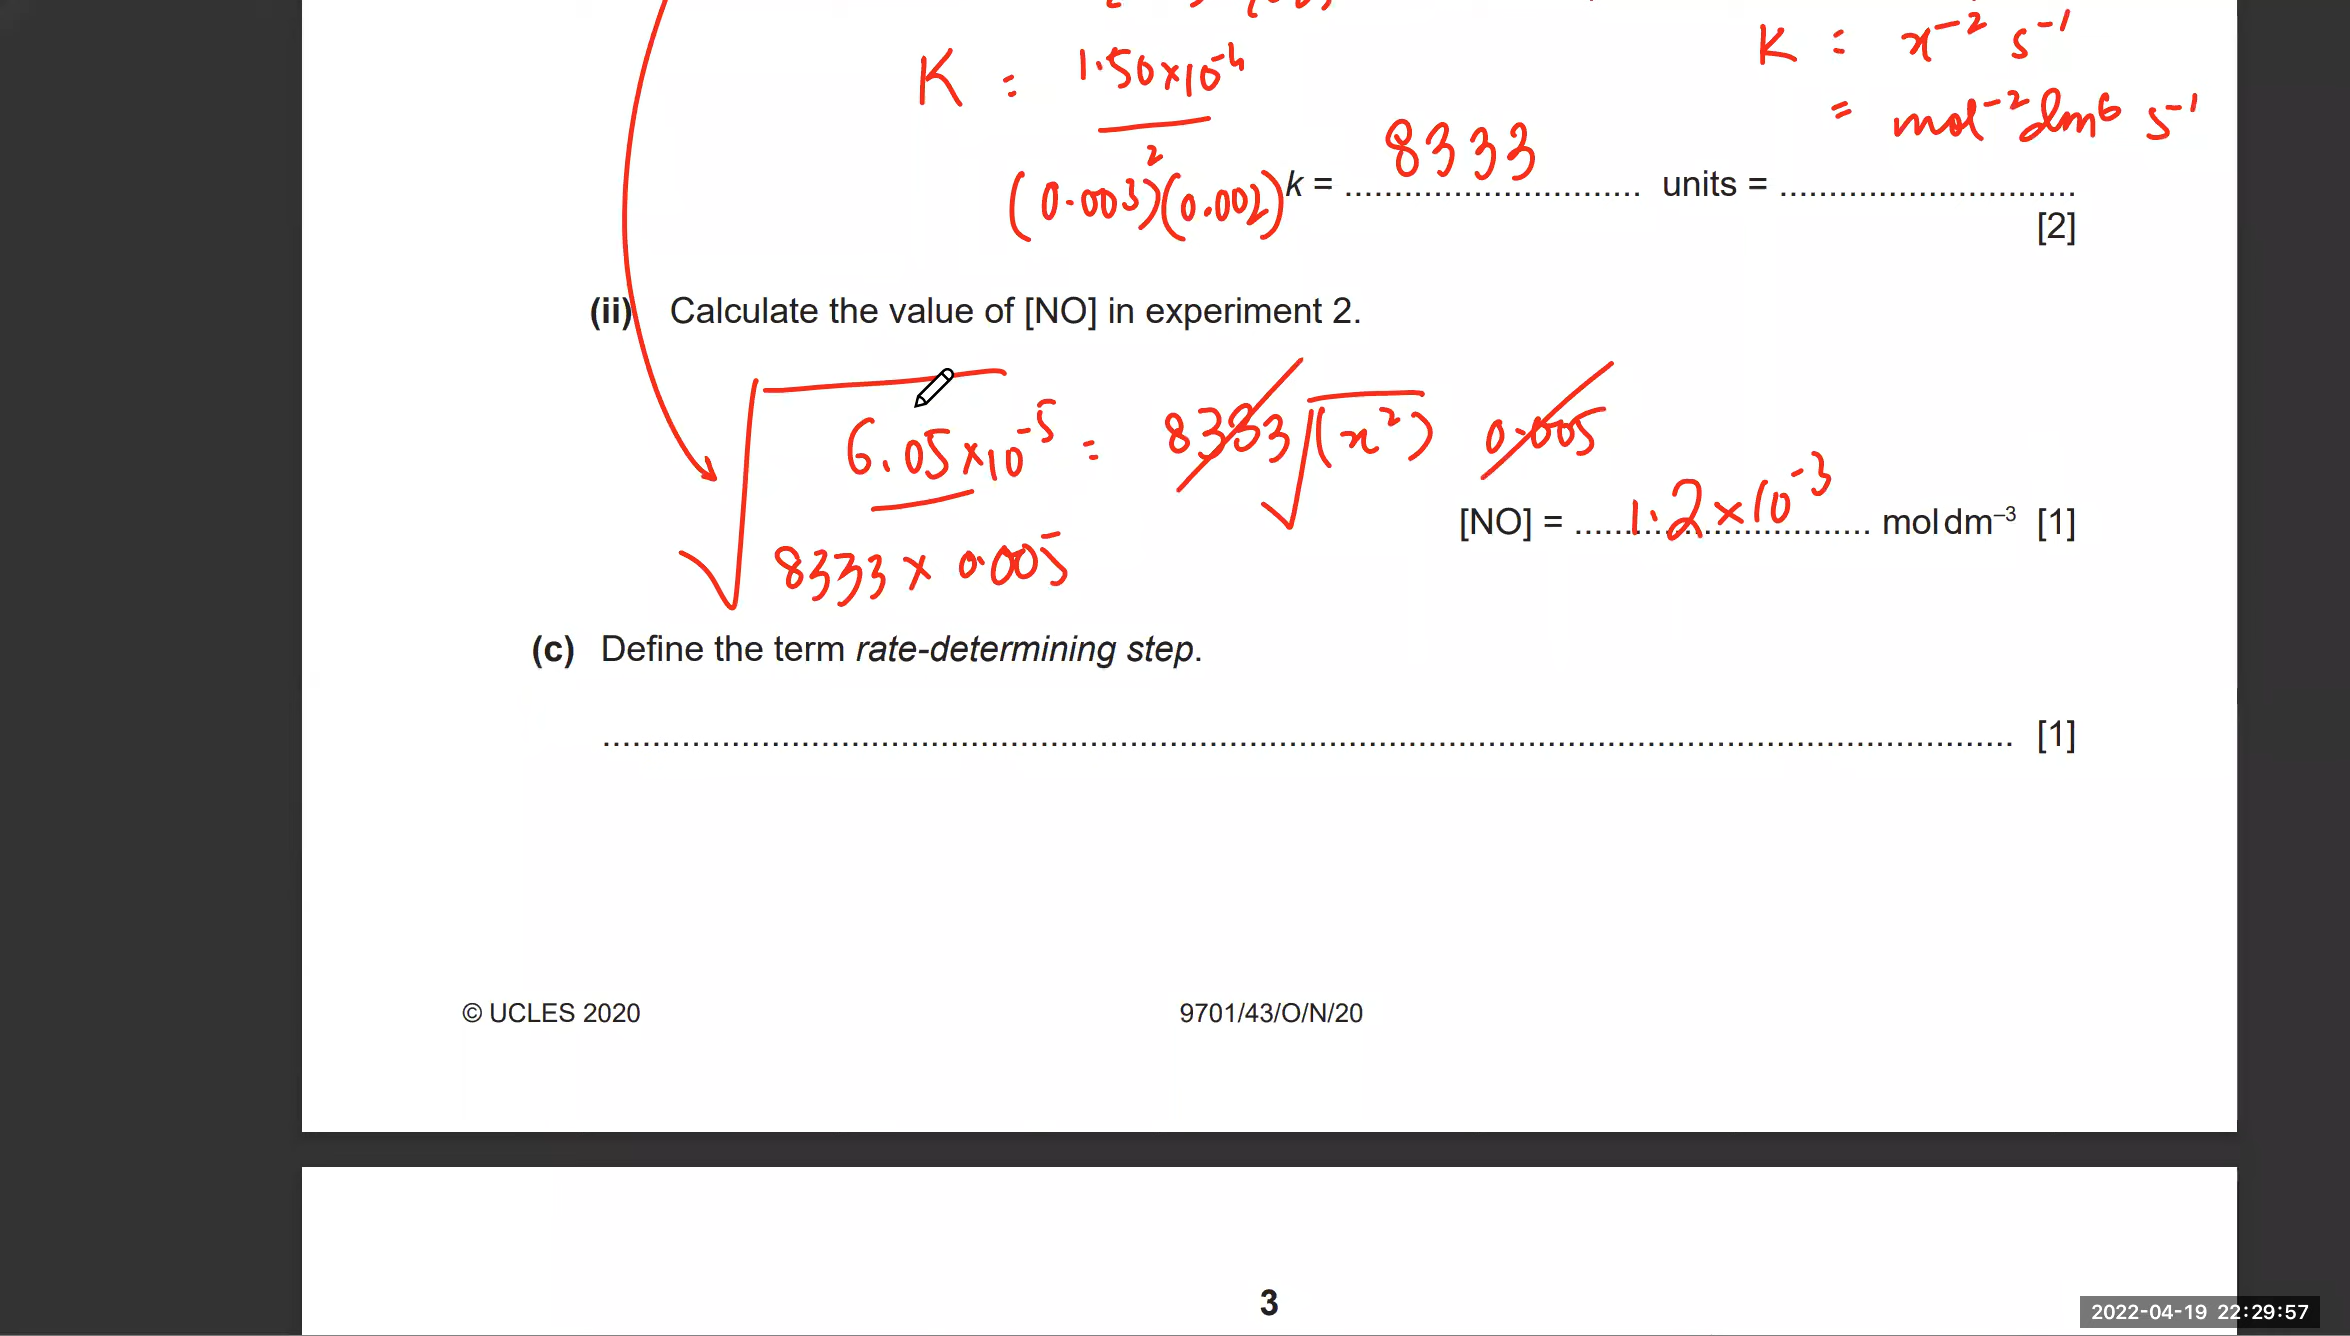 K = x⁻² s⁻¹
K = 1.50×10⁻⁴
= mol⁻² dm⁶ s⁻¹
(0.003)²(0.002)
k = 8333 units = ..............................
[2]
(ii) Calculate the value of [NO] in experiment 2.
√ 6.05×10⁻⁵ = 8333 √(x²) 0.005
8333 × 0.005
[NO] = 1.2×10⁻³ mol dm⁻³ [1]
(c) Define the term rate-determining step.
.............................................................................................................................................. [1]
© UCLES 2020 9701/43/O/N/20
3
2022-04-19 22:29:57